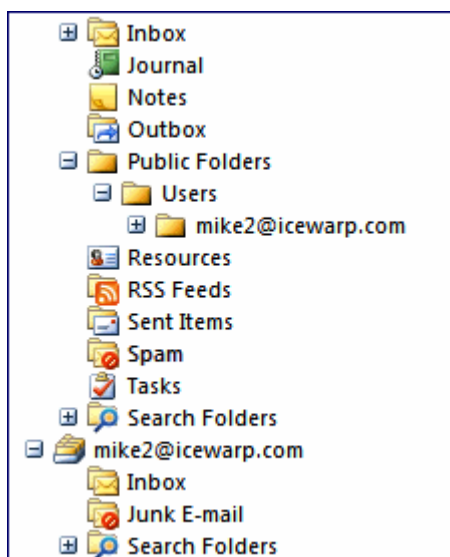 Inbox
Journal
Notes
Outbox
Public Folders
Users
mike2@icewarp.com
Resources
RSS Feeds
Sent Items
Spam
Tasks
Search Folders
mike2@icewarp.com
Inbox
Junk E-mail
Search Folders